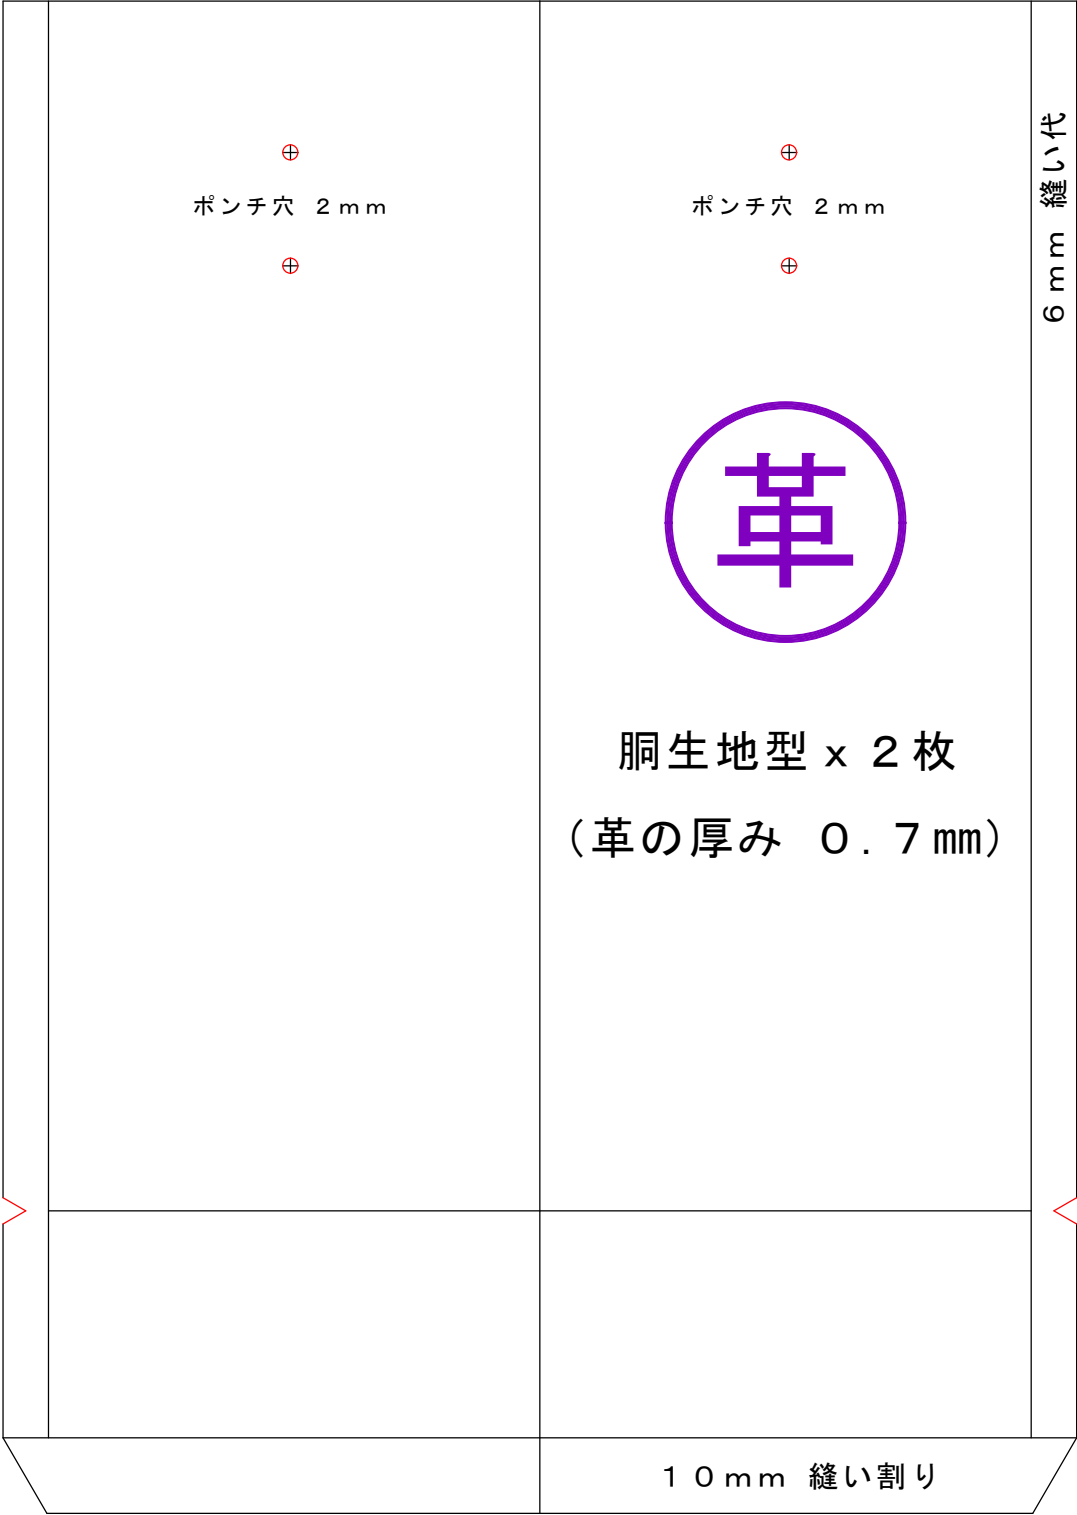 ポンチ穴 2mm
ポンチ穴 2mm
6mm 縫い代
革
胴生地型x2枚
(革の厚み 0.7㎜)
10mm 縫い割り